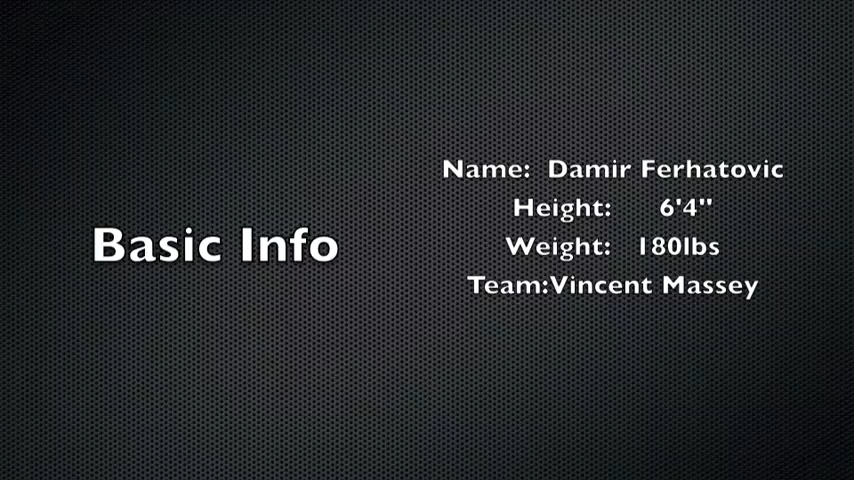 Basic Info
Name: Damir Ferhatovic
Height: 6'4"
Weight: 180lbs
Team:Vincent Massey